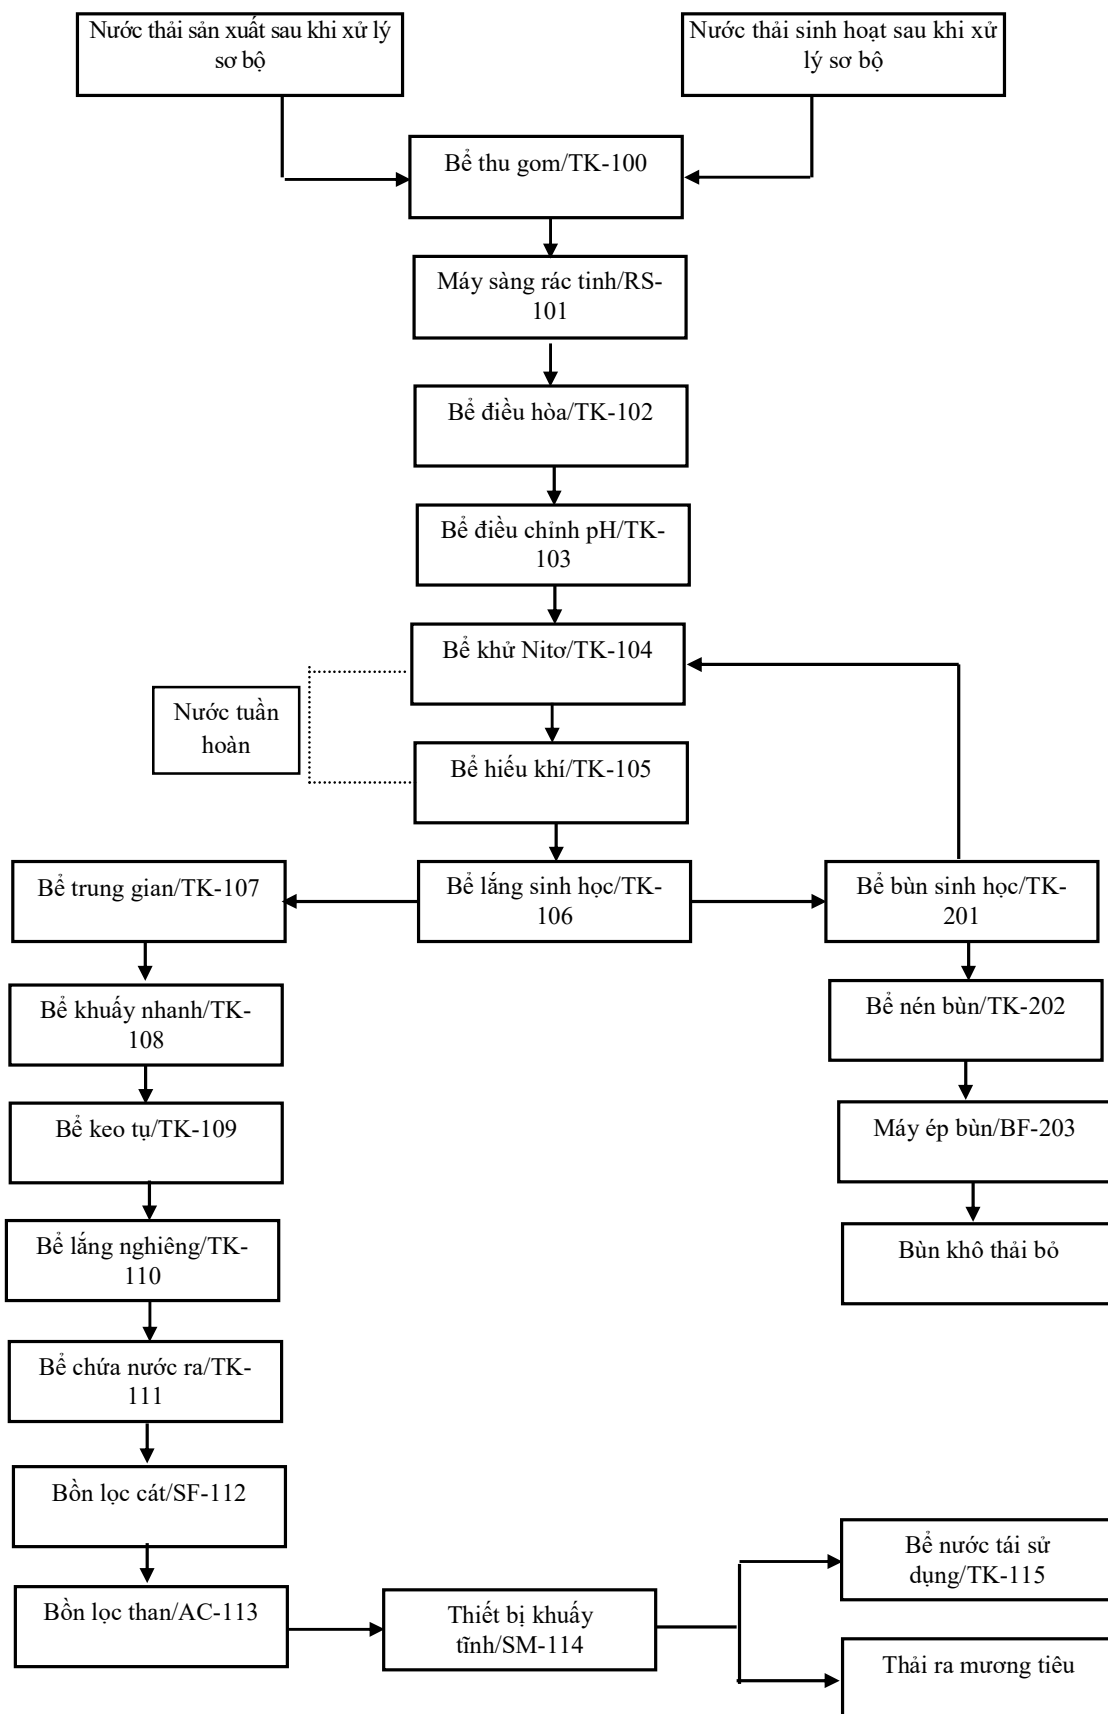 Nước thải sản xuất sau khi xử lý
sơ bộ
Nước thải sinh hoạt sau khi xử
lý sơ bộ
Bể thu gom/TK-100
Máy sàng rác tinh/RS-
101
Bể điều hòa/TK-102
Bể điều chỉnh pH/TK-
103
Bể khử Nitơ/TK-104
Nước tuần
hoàn
Bể hiếu khí/TK-105
Bể trung gian/TK-107
Bể lắng sinh học/TK-
106
Bể bùn sinh học/TK-
201
Bể khuấy nhanh/TK-
108
Bể nén bùn/TK-202
Bể keo tụ/TK-109
Máy ép bùn/BF-203
Bể lắng nghiêng/TK-
110
Bùn khô thải bỏ
Bể chứa nước ra/TK-
111
Bồn lọc cát/SF-112
Bể nước tái sử
dụng/TK-115
Bồn lọc than/AC-113
Thiết bị khuấy
tĩnh/SM-114
Thải ra mương tiêu